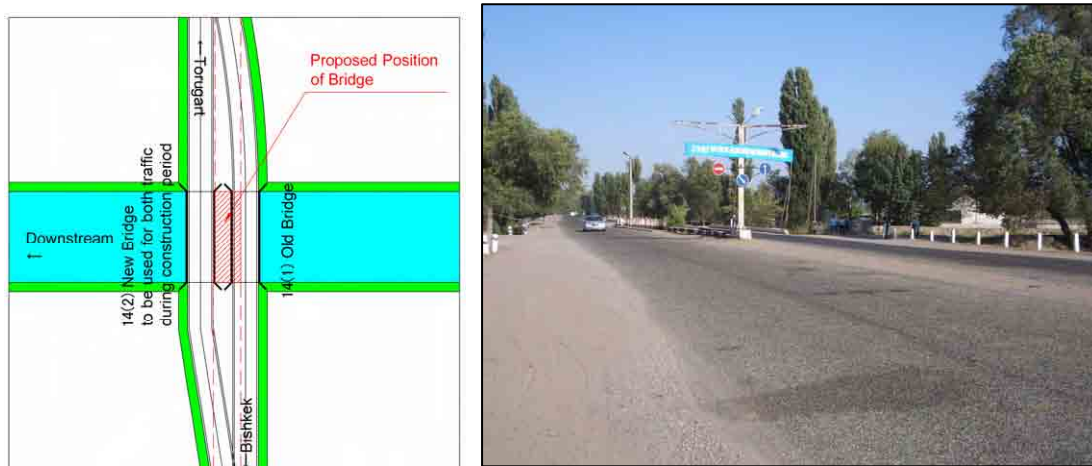 Proposed Position
of Bridge
←Torugart
14(2) New Bridge
to be used for both traffic
during construction period
14(1) Old Bridge
Downstream
←
←Bishkek